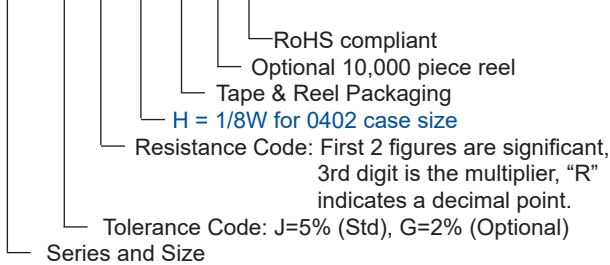 RoHS compliant
Optional 10,000 piece reel
Tape & Reel Packaging
H = 1/8W for 0402 case size
Resistance Code: First 2 figures are significant,
3rd digit is the multiplier, “R”
indicates a decimal point.
Tolerance Code: J=5% (Std), G=2% (Optional)
Series and Size